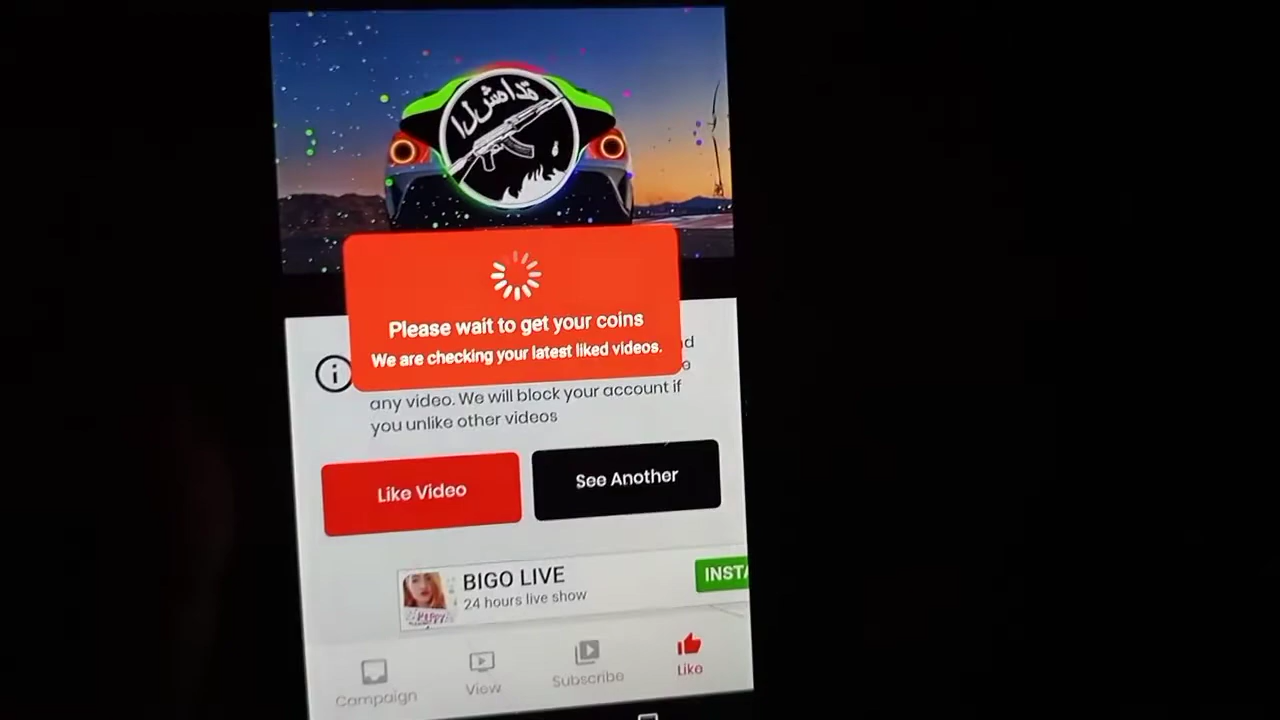 الشمادة
Please wait to get your coins
We are checking your latest liked videos.
any video. We will block your account if
you unlike other videos
Like Video
See Another
BIGO LIVE
24 hours live show
Happy
Campaign
View
Subscribe
Like